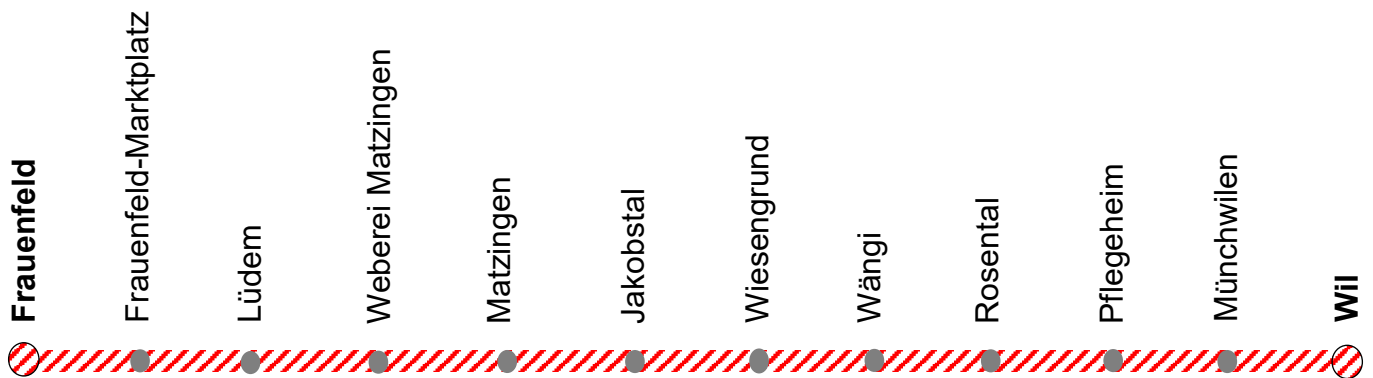 Frauenfeld
Frauenfeld-Marktplatz
Lüdem
Weberei Matzingen
Matzingen
Jakobstal
Wiesengrund
Wängi
Rosental
Pflegeheim
Münchwilen
Wil